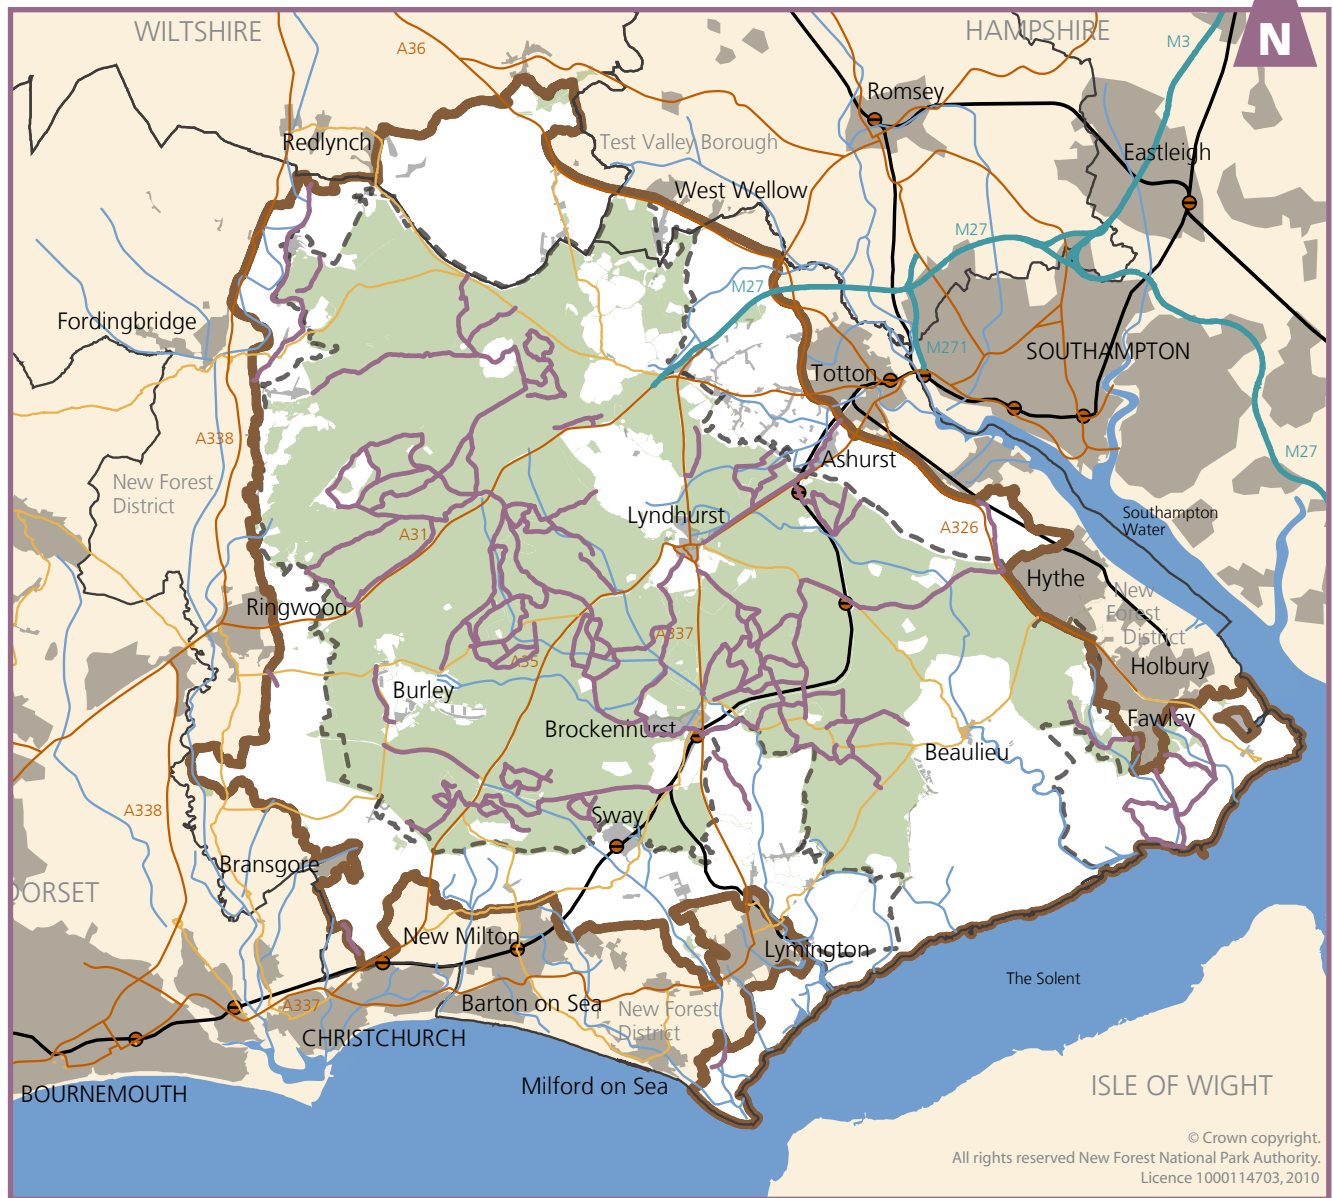 WILTSHIRE
HAMPSHIRE
N
A36
M3
Romsey
Redlynch
Test Valley Borough
Eastleigh
West Wellow
M27
M27
Fordingbridge
M271
SOUTHAMPTON
Totton
A338
Ashurst
M27
New Forest
District
Lyndhurst
Southampton
Water
A31
A326
Hythe
New
Forest
District
Ringwood
A337
A35
Holbury
Burley
Fawley
Brockenhurst
Beaulieu
A338
Sway
Bransgore
DORSET
New Milton
Lymington
The Solent
A337
Barton on Sea
New Forest
District
CHRISTCHURCH
Milford on Sea
BOURNEMOUTH
ISLE OF WIGHT
© Crown copyright.
All rights reserved New Forest National Park Authority.
Licence 1000114703, 2010